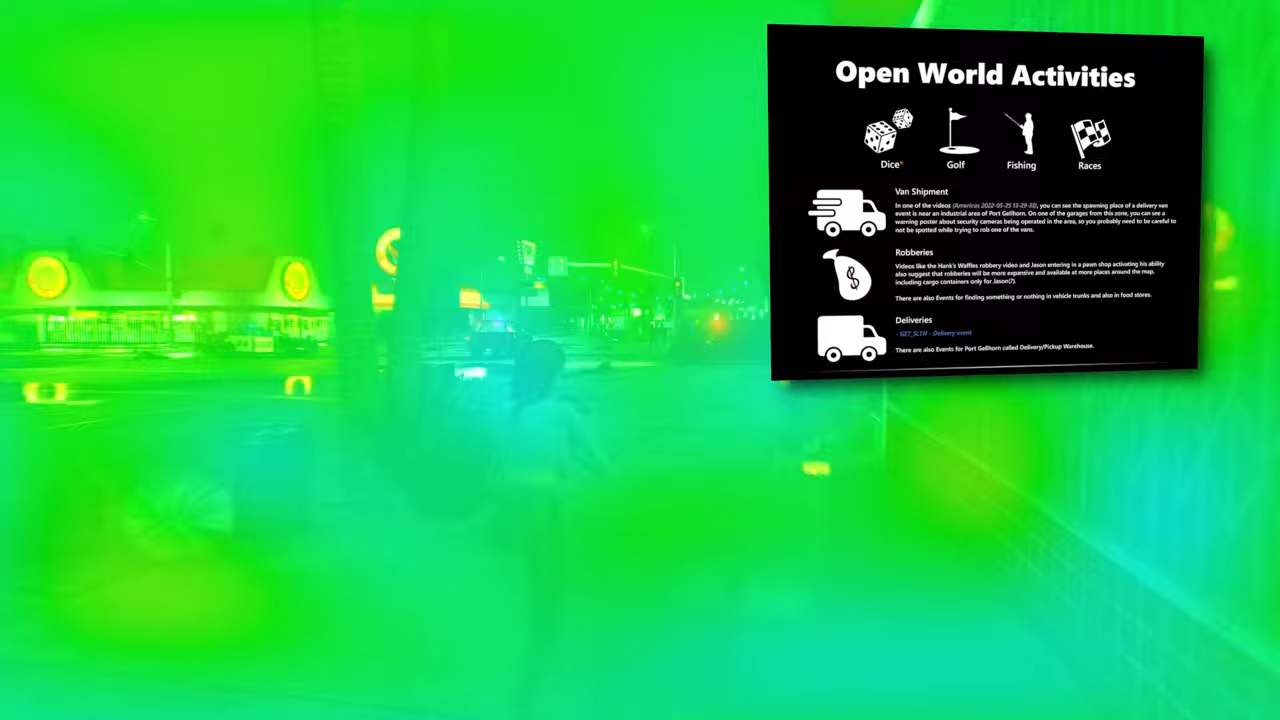 Open World Activities
Dice*
Golf
Fishing
Races
Van Shipment
In one of the videos (Americas 2022-05-25 13-29-33), you can see the spawning place of a delivery van
event is near an industrial area of Port Gellhorn. On one of the garages from this zone, you can see a
warning poster about security cameras being operated in the area, so you probably need to be careful to
not be spotted while trying to rob one of the vans.
Robberies
Videos like the Hank's Waffles robbery video and Jason entering in a pawn shop activating his ability
also suggest that robberies will be more expansive and available at more places around the map,
including cargo containers only for Jason(?).
There are also Events for finding something or nothing in vehicle trunks and also in food stores.
Deliveries
- GET_SLTH - Delivery event
There are also Events for Port Gellhorn called Delivery/Pickup Warehouse.